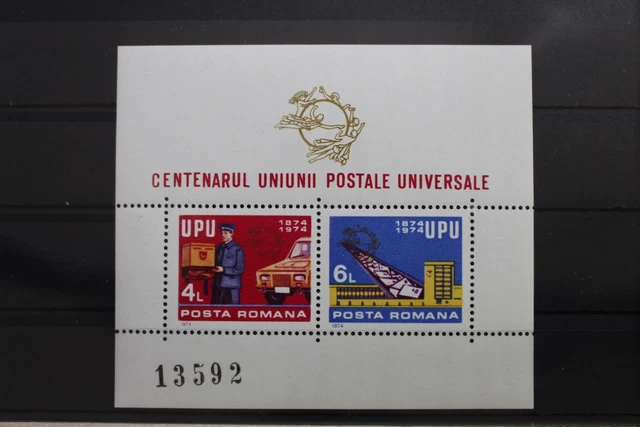 CENTENARUL UNIUNII POSTALE UNIVERSALE
UPU
1874
1974
4L
POSTA ROMANA
1974
1874
1974
UPU
6L
POSTA ROMANA
1974
13592